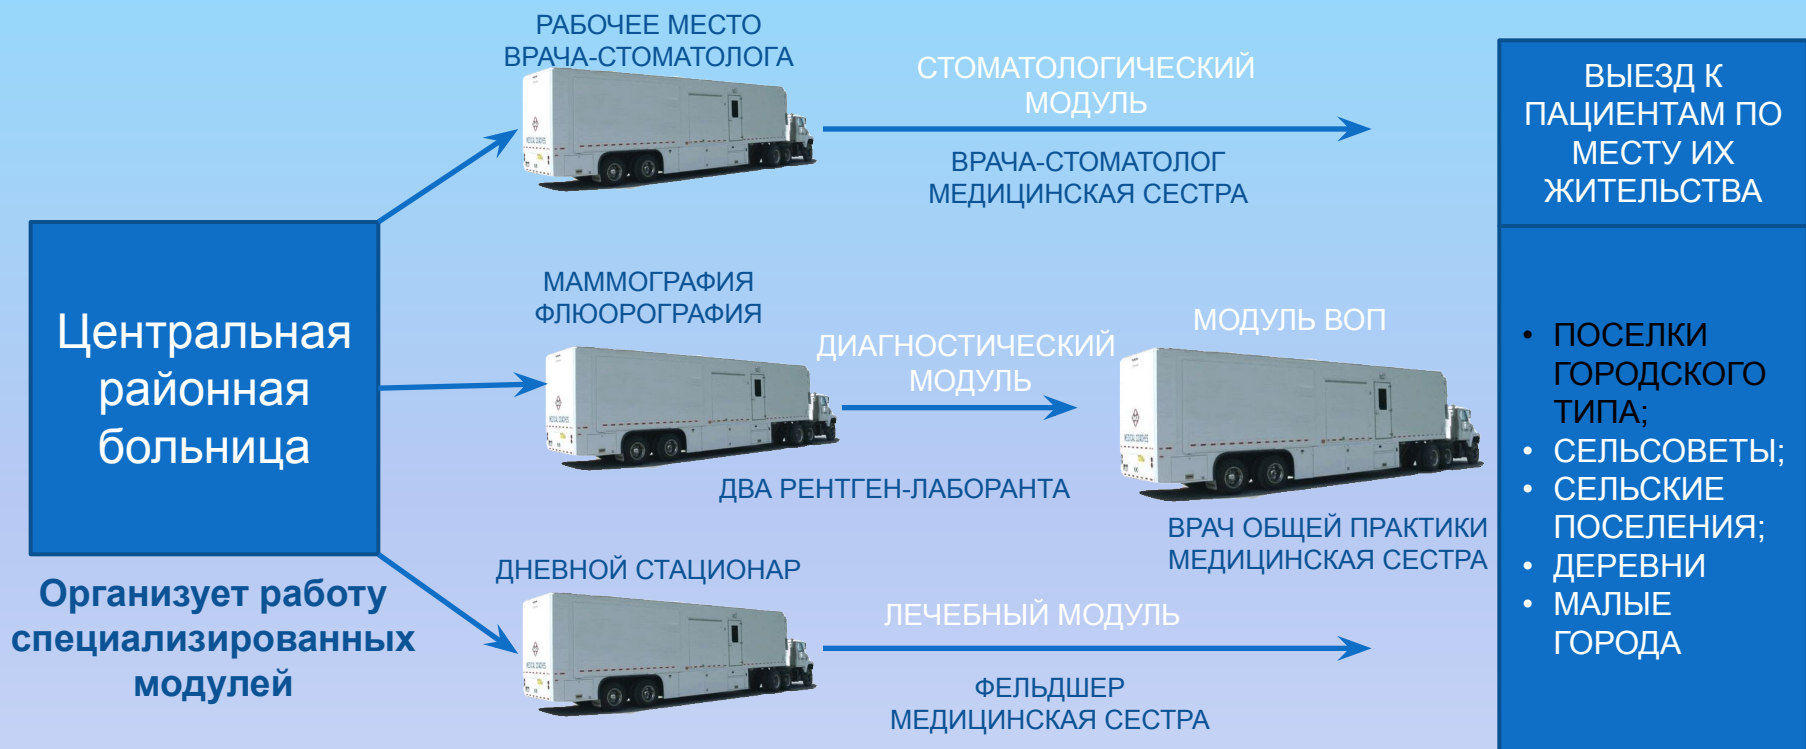 РАБОЧЕЕ МЕСТО
ВРАЧА-СТОМАТОЛОГА
СТОМАТОЛОГИЧЕСКИЙ
МОДУЛЬ
ВРАЧА-СТОМАТОЛОГ
МЕДИЦИНСКАЯ СЕСТРА
Центральная
районная
больница
Организует работу
специализированных
модулей
МАММОГРАФИЯ
ФЛЮОРОГРАФИЯ
ДИАГНОСТИЧЕСКИЙ
МОДУЛЬ
ДВА РЕНТГЕН-ЛАБОРАНТА
МОДУЛЬ ВОП
MEDICAL COACHES
ВРАЧ ОБЩЕЙ ПРАКТИКИ
МЕДИЦИНСКАЯ СЕСТРА
ДНЕВНОЙ СТАЦИОНАР
ЛЕЧЕБНЫЙ МОДУЛЬ
ФЕЛЬДШЕР
МЕДИЦИНСКАЯ СЕСТРА
ВЫЕЗД К
ПАЦИЕНТАМ ПО
МЕСТУ ИХ
ЖИТЕЛЬСТВА
• ПОСЕЛКИ
ГОРОДСКОГО
ТИПА;
• СЕЛЬСОВЕТЫ;
• СЕЛЬСКИЕ
ПОСЕЛЕНИЯ;
• ДЕРЕВНИ
• МАЛЫЕ
ГОРОДА